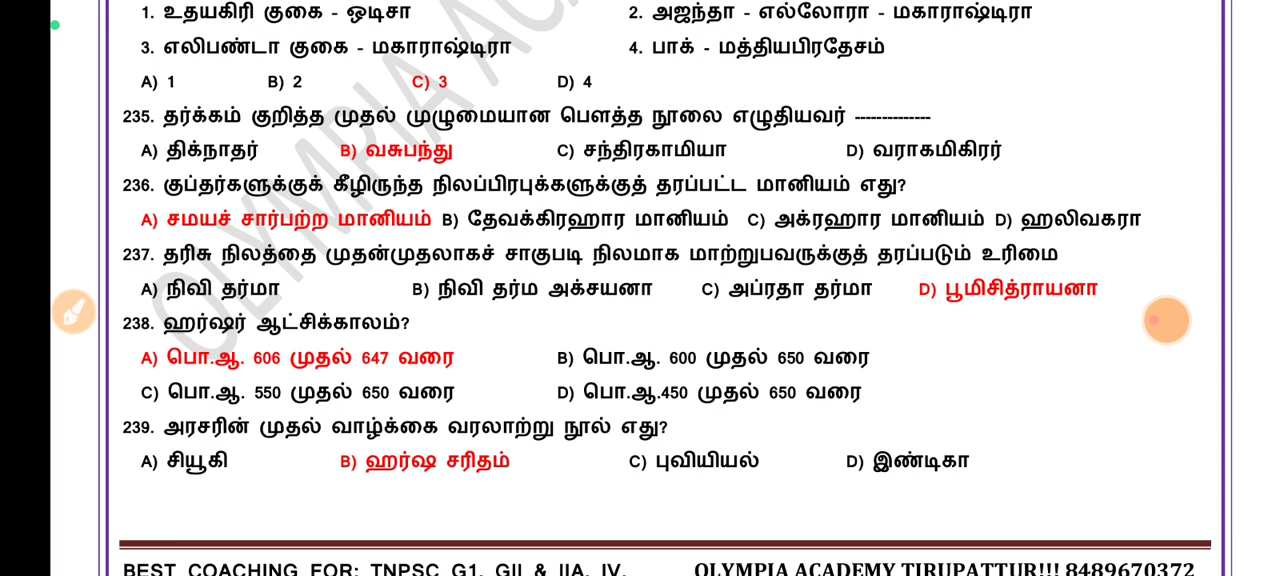 1. உதயகிரி குகை - ஒடிசா 2. அஜந்தா - எல்லோரா - மகாராஷ்டிரா
3. எலிபண்டா குகை - மகாராஷ்டிரா 4. பாக் - மத்தியபிரதேசம்
A) 1 B) 2 C) 3 D) 4
235. தர்க்கம் குறித்த முதல் முழுமையான பௌத்த நூலை எழுதியவர் --------------
A) திக்நாதர் B) வசுபந்து C) சந்திரகாமியா D) வராகமிகிரர்
236. குப்தர்களுக்குக் கீழிருந்த நிலப்பிரபுக்களுக்குத் தரப்பட்ட மானியம் எது?
A) சமயச் சார்பற்ற மானியம் B) தேவக்கிரஹார மானியம் C) அக்ரஹார மானியம் D) ஹலிவகரா
237. தரிசு நிலத்தை முதன்முதலாகச் சாகுபடி நிலமாக மாற்றுபவருக்குத் தரப்படும் உரிமை
A) நிவி தர்மா B) நிவி தர்ம அக்சயனா C) அப்ரதா தர்மா D) பூமிசித்ராயனா
238. ஹர்ஷர் ஆட்சிக்காலம்?
A) பொ.ஆ. 606 முதல் 647 வரை B) பொ.ஆ. 600 முதல் 650 வரை
C) பொ.ஆ. 550 முதல் 650 வரை D) பொ.ஆ.450 முதல் 650 வரை
239. அரசரின் முதல் வாழ்க்கை வரலாற்று நூல் எது?
A) சியூகி B) ஹர்ஷ சரிதம் C) புவியியல் D) இண்டிகா
BEST COACHING FOR: TNPSC G1, GII & IIA, IV, OLYMPIA ACADEMY TIRUPATTUR!!! 8489670372
OLYMPIA AC